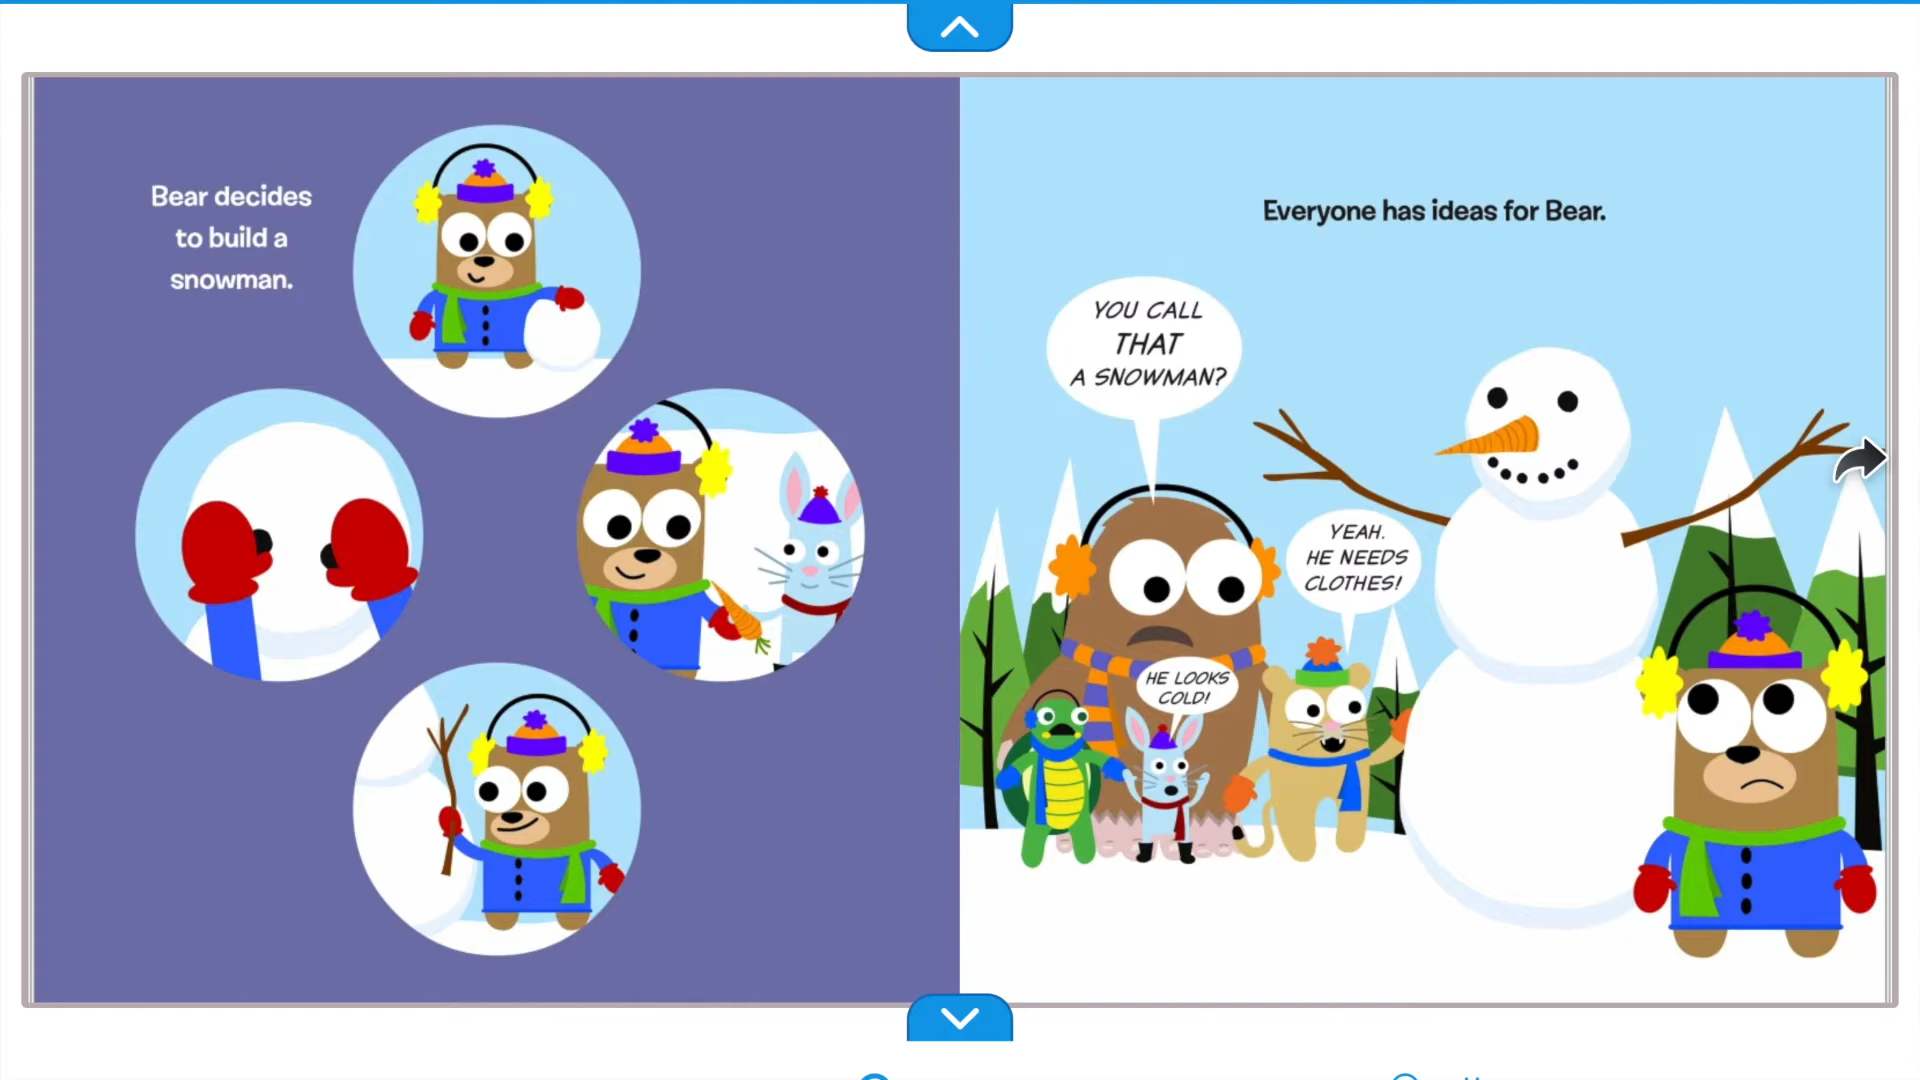 Bear decides
to build a
snowman.
Everyone has ideas for Bear.
YOU CALL
THAT
A SNOWMAN?
YEAH.
HE NEEDS
CLOTHES!
HE LOOKS
COLD!